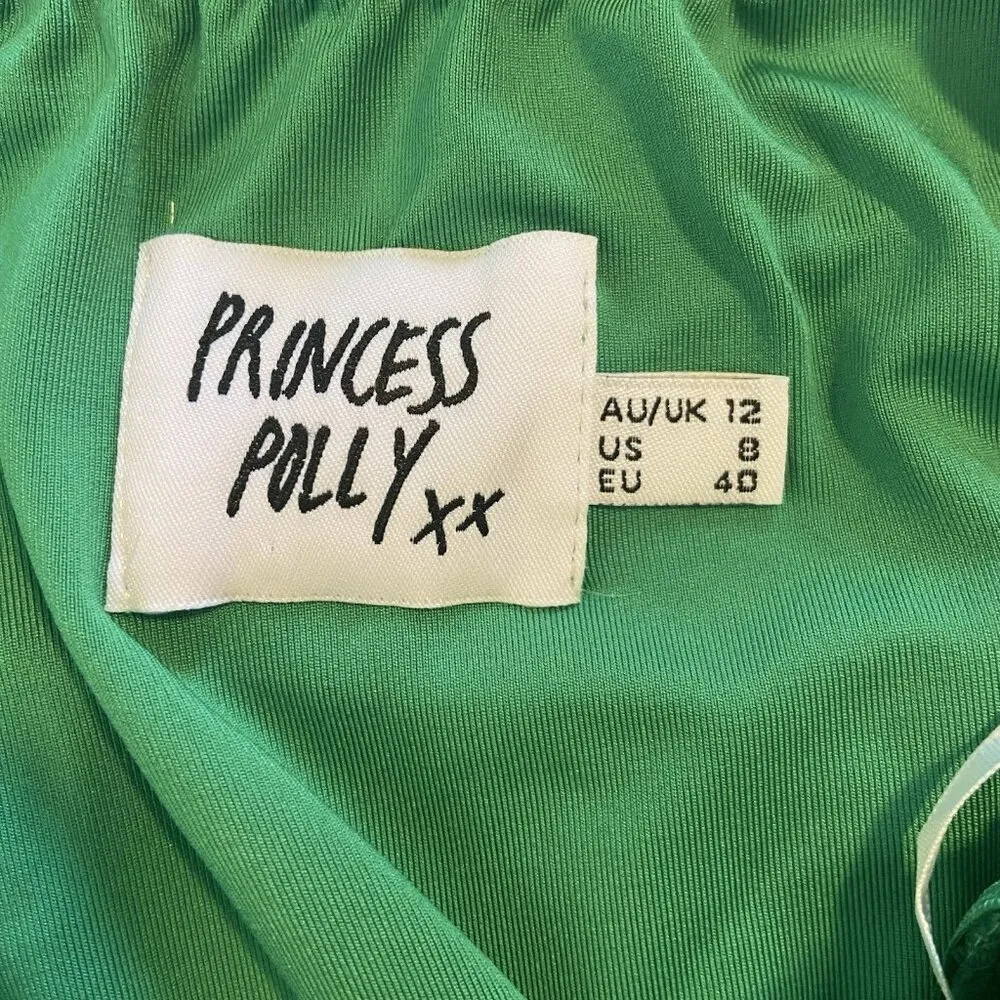 PRINCESS
POLLY xx
AU/UK 12
US 8
EU 40